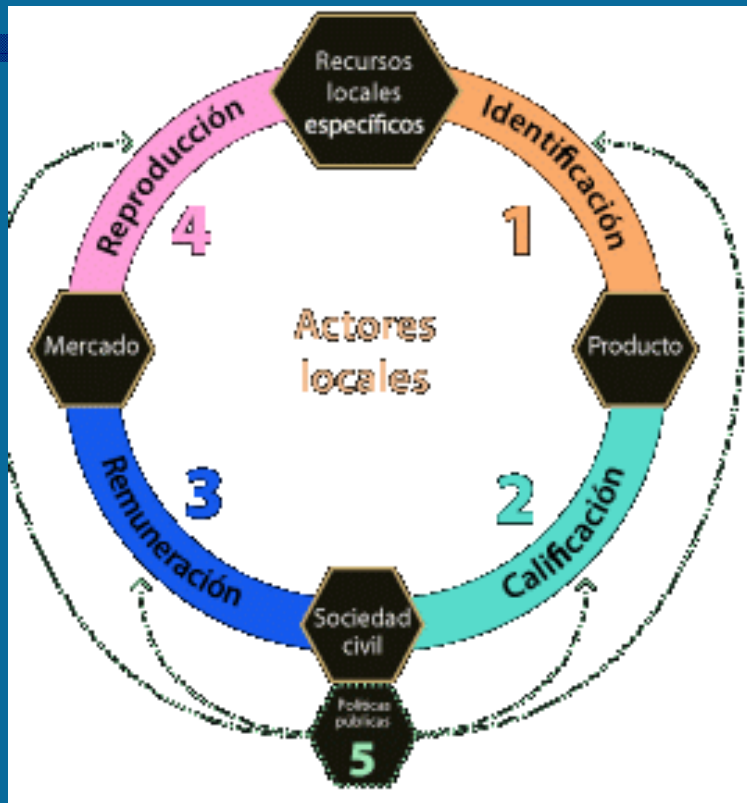 Recursos
locales
específicos
Identificación
1
Producto
Calificación
2
Sociedad
civil
Remuneración
3
Mercado
Reproducción
4
Actores
locales
Políticas
publicas
5